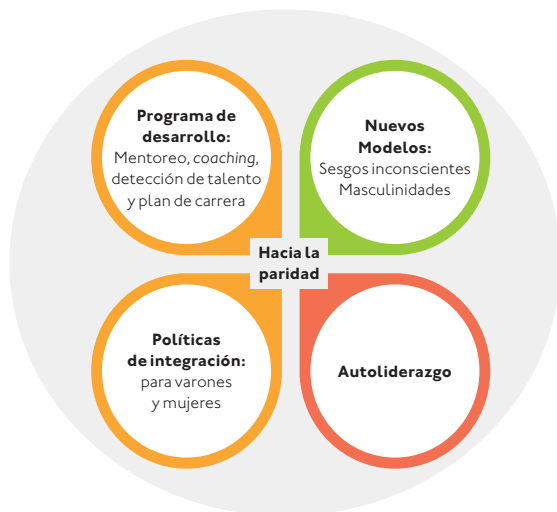 Programa de
desarrollo:
Mentoreo, coaching,
detección de talento
y plan de carrera
Nuevos
Modelos:
Sesgos inconscientes
Masculinidades
Hacia la
paridad
Políticas
de integración:
para varones
y mujeres
Autoliderazgo